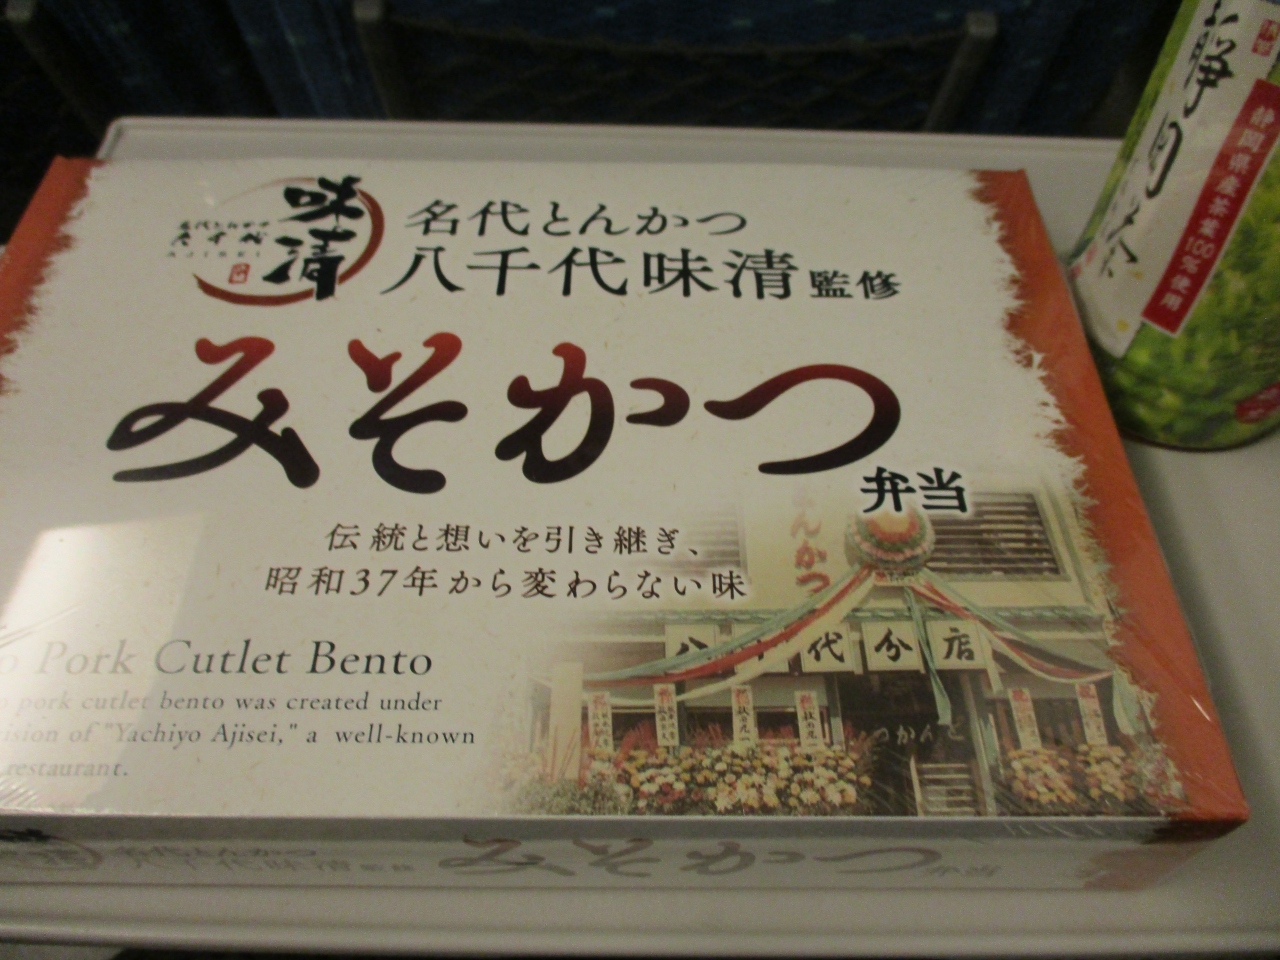 味清
名代とんかつ
やすべ
AJISEI
名代とんかつ
八千代味清監修
みそかつ
弁当
伝統と想いを引き継ぎ、
昭和37年から変わらない味
Pork Cutlet Bento
pork cutlet bento was created under
of "Yachiyo Ajisei," a well-known
restaurant.
とんかつ
代分店
静岡茶
静岡県産茶葉100%使用
八千代味清監修 みそかつ弁当